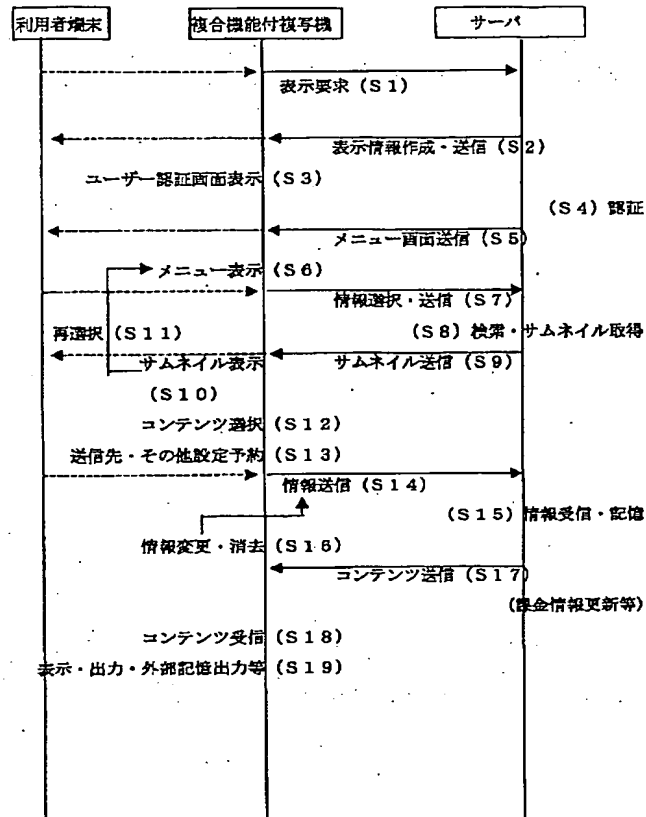 利用者端末
複合機能付複写機
サーバ
表示要求（S1）
表示情報作成・送信（S2）
ユーザー認証画面表示（S3）
（S4）認証
メニュー画面送信（S5）
メニュー表示（S6）
情報選択・送信（S7）
再選択（S11）
（S8）検索・サムネイル取得
サムネイル表示
サムネイル送信（S9）
（S10）
コンテンツ選択（S12）
送信先・その他設定予約（S13）
情報送信（S14）
（S15）情報受信・記憶
情報変更・消去（S16）
コンテンツ送信（S17）
（課金情報更新等）
コンテンツ受信（S18）
表示・出力・外部記憶出力等（S19）